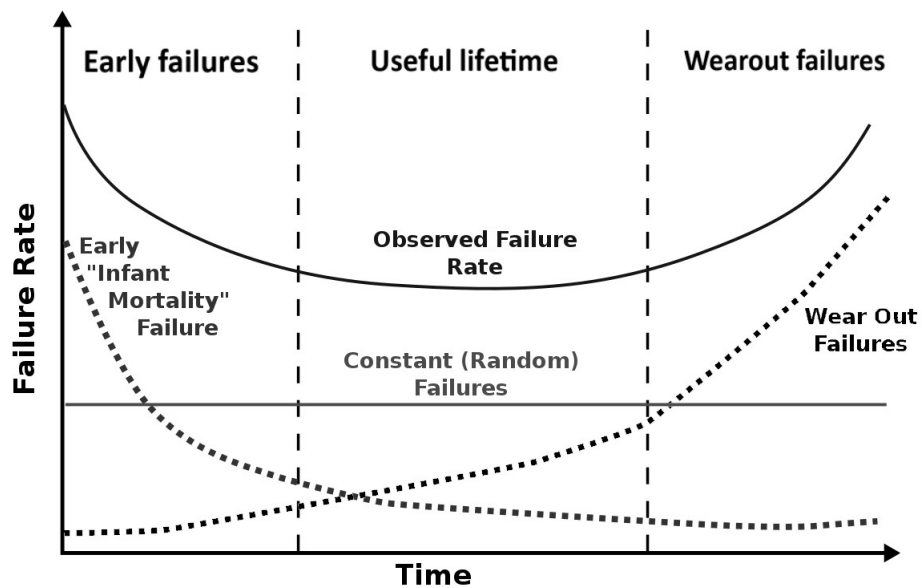 Early failures
Useful lifetime
Wearout failures
Failure Rate
Early
"Infant
Mortality"
Failure
Observed Failure
Rate
Constant (Random)
Failures
Wear Out
Failures
Time